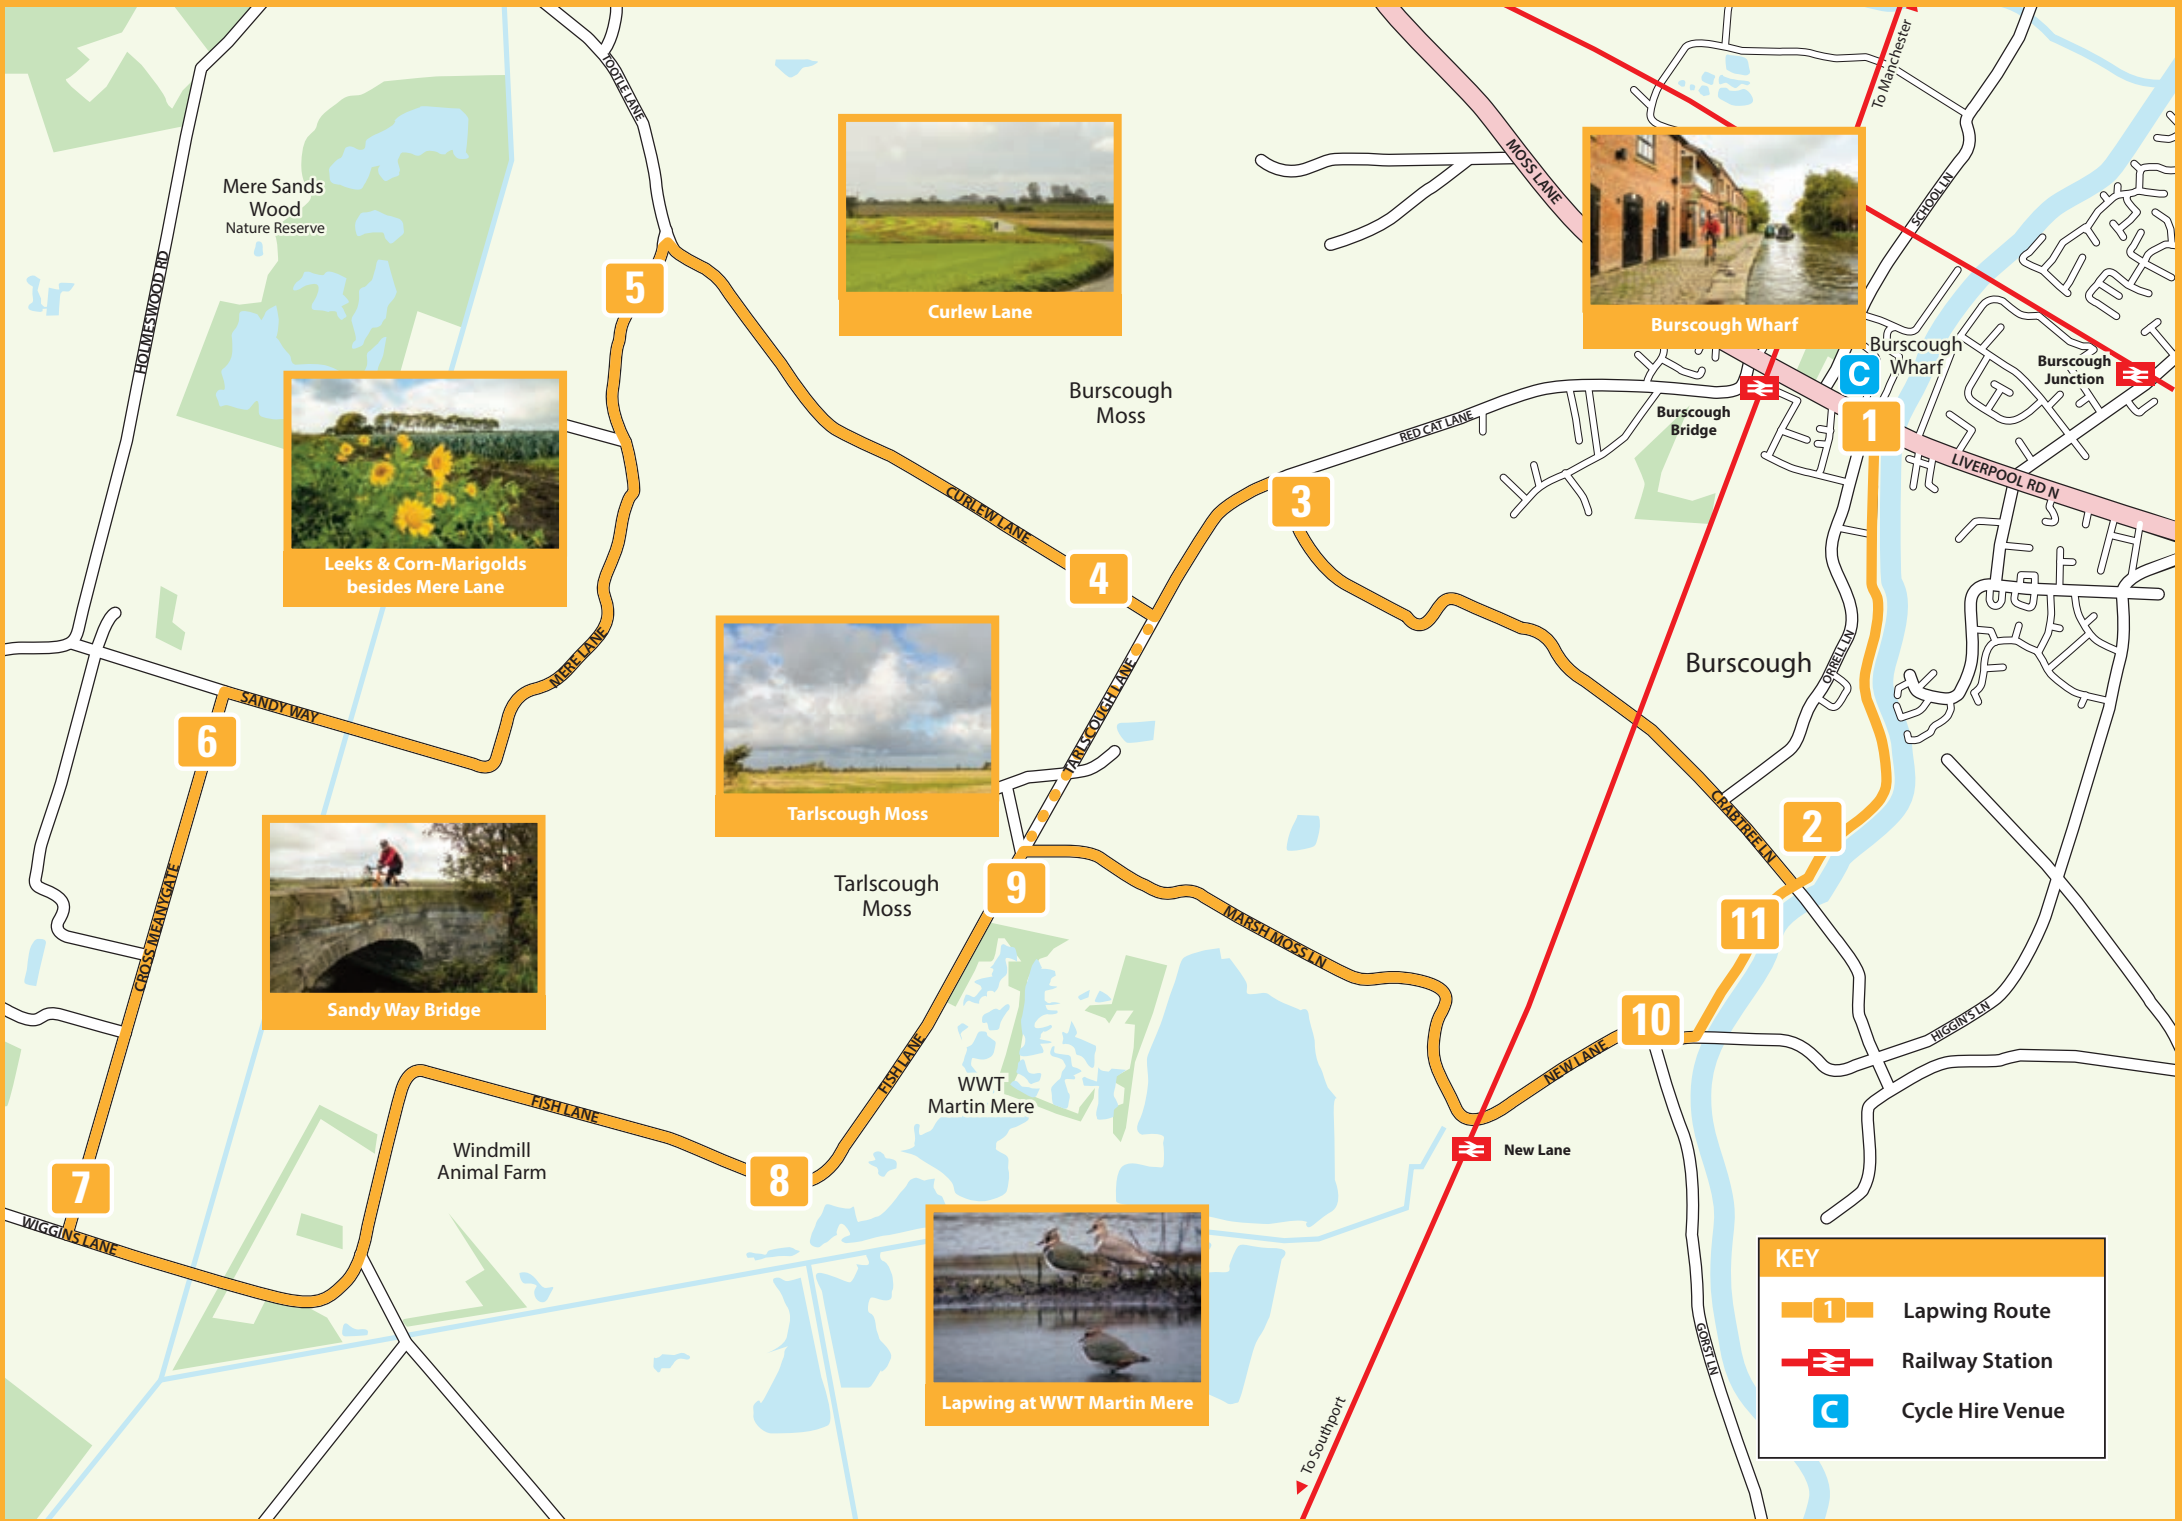 TOOTLE LANE
To Manchester
MOSS LANE
SCHOOL LN
Mere Sands
Wood
Nature Reserve
HOLMESWOOD RD
5
Curlew Lane
Burscough Wharf
Burscough
Wharf
C
Burscough
Junction
Burscough
Moss
Burscough
Bridge
1
RED CAT LANE
LIVERPOOL RD N
CURLEW LANE
3
4
Leeks & Corn-Marigolds
besides Mere Lane
MERE LANE
TARLSCOUGH LANE
Burscough
ORRELL LN
SANDY WAY
6
Tarlscough Moss
CRABTREE LN
2
Tarlscough
Moss
9
11
MARSH MOSS LN
CROSS MEANYGATE
Sandy Way Bridge
10
HIGGIN'S LN
NEW LANE
FISH LANE
WWT
Martin Mere
FISH LANE
Windmill
Animal Farm
New Lane
8
7
WIGGINS LANE
Lapwing at WWT Martin Mere
GORST LN
To Southport
KEY
1 Lapwing Route
Railway Station
C Cycle Hire Venue